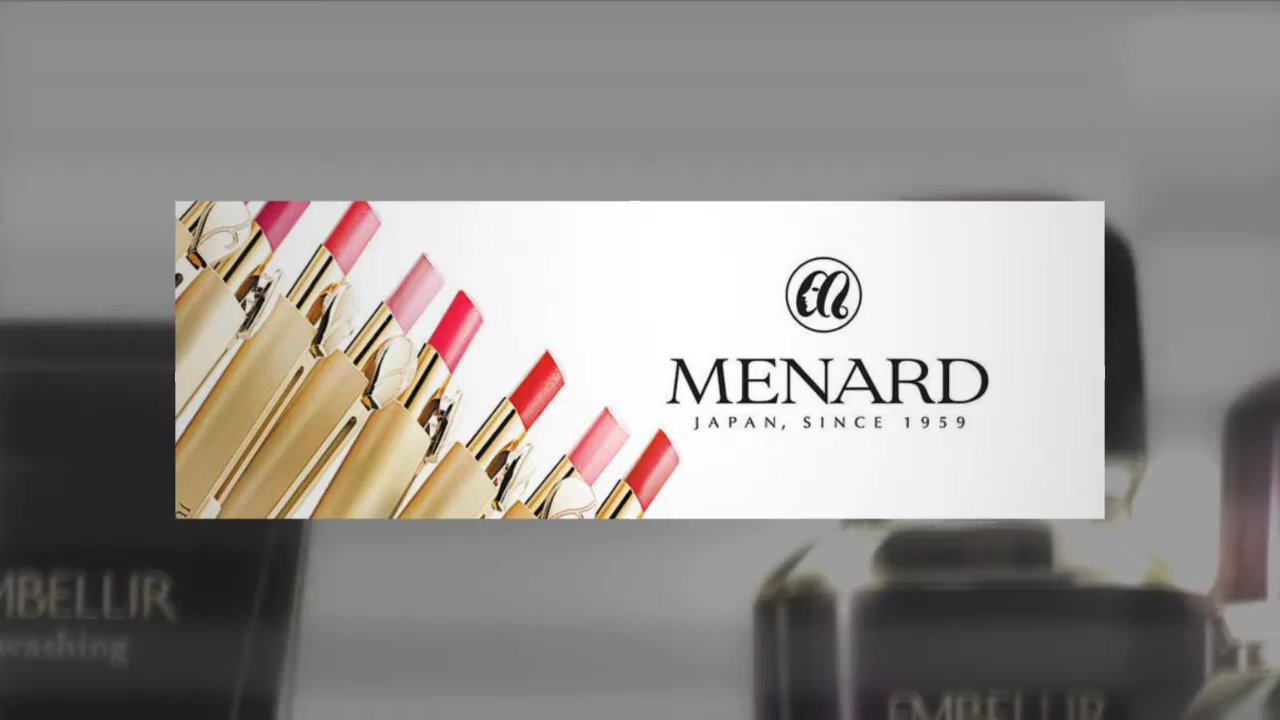 MENARD
JAPAN, SINCE 1959
MBELLIR
washing
EMBELLIR